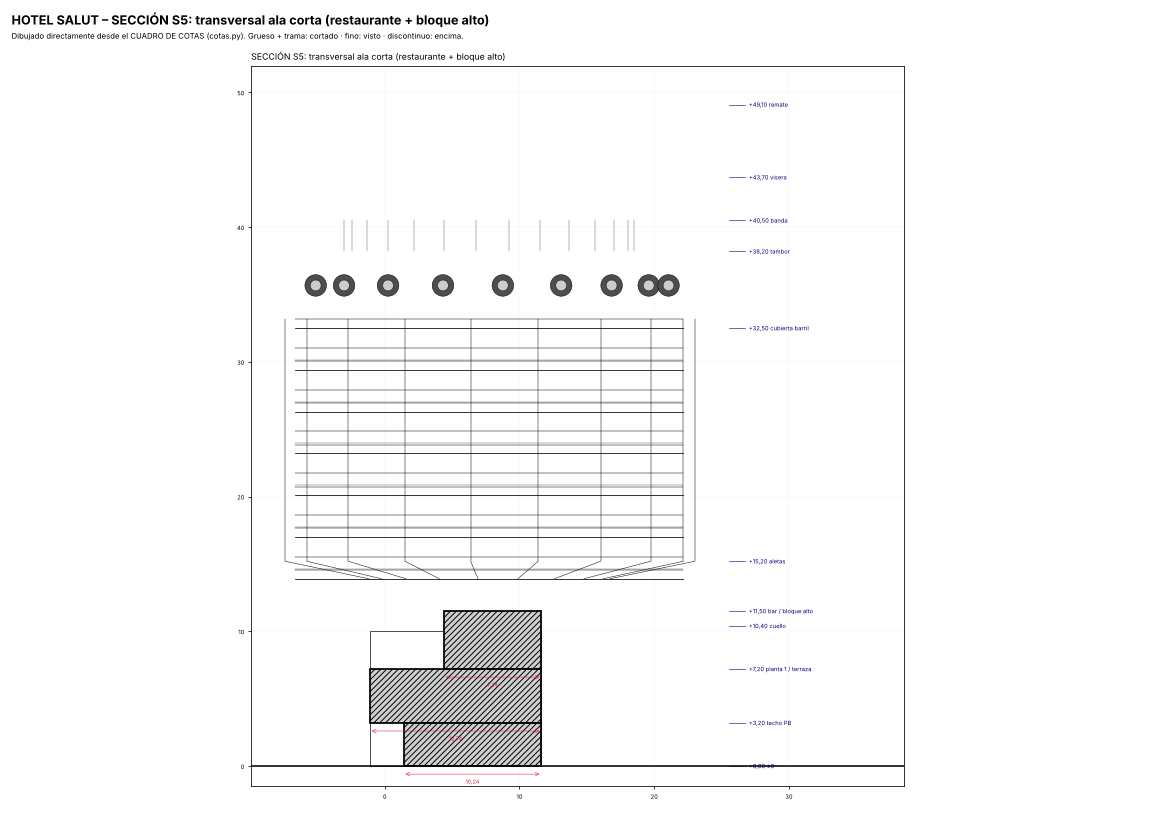 HOTEL SALUT – SECCIÓN S5: transversal ala corta (restaurante + bloque alto)
Dibujado directamente desde el CUADRO DE COTAS (cotas.py). Grueso + trama: cortado · fino: visto · discontinuo: encima.
SECCIÓN S5: transversal ala corta (restaurante + bloque alto)
50
+49,10 remate
+43,70 visera
+40,50 banda
40
+38,20 tambor
+32,50 cubierta barril
30
20
+15,20 aletas
+11,50 bar / bloque alto
+10,40 cuello
10
+7,20 planta 1 / terraza
+3,20 techo PB
0
10,24
0 10 20 30